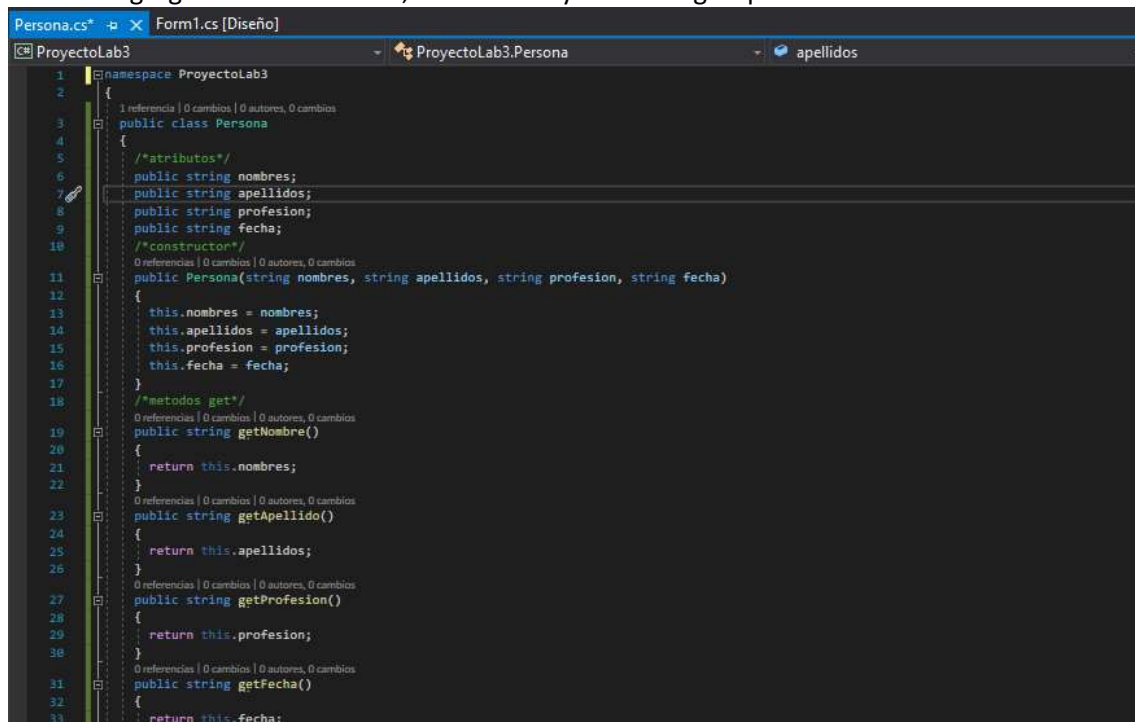 Persona.cs* Form1.cs [Diseño]
ProyectoLab3 ProyectoLab3.Persona apellidos
1 namespace ProyectoLab3
2 {
1 referencia | 0 cambios | 0 autores, 0 cambios
3 public class Persona
4 {
5 /*atributos*/
6 public string nombres;
7 public string apellidos;
8 public string profesion;
9 public string fecha;
10 /*constructor*/
0 referencias | 0 cambios | 0 autores, 0 cambios
11 public Persona(string nombres, string apellidos, string profesion, string fecha)
12 {
13 this.nombres = nombres;
14 this.apellidos = apellidos;
15 this.profesion = profesion;
16 this.fecha = fecha;
17 }
18 /*metodos get*/
0 referencias | 0 cambios | 0 autores, 0 cambios
19 public string getNombre()
20 {
21 return this.nombres;
22 }
0 referencias | 0 cambios | 0 autores, 0 cambios
23 public string getApellido()
24 {
25 return this.apellidos;
26 }
0 referencias | 0 cambios | 0 autores, 0 cambios
27 public string getProfesion()
28 {
29 return this.profesion;
30 }
0 referencias | 0 cambios | 0 autores, 0 cambios
31 public string getFecha()
32 {
33 return this.fecha;